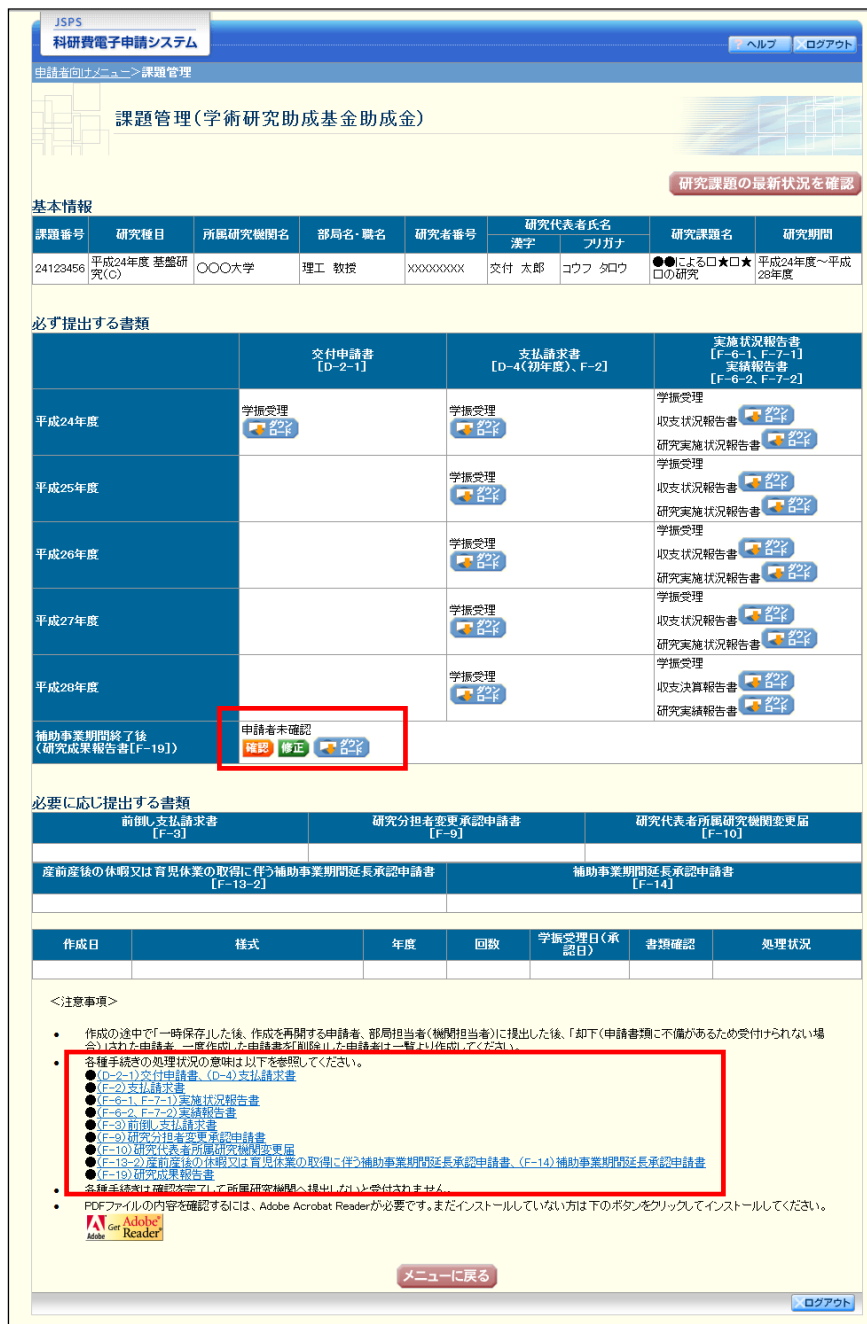 JSPS
科研費電子申請システム
ヘルプ ログアウト
申請者向けメニュー>課題管理
課題管理(学術研究助成基金助成金)
研究課題の最新状況を確認
基本情報
課題番号 研究種目 所属研究機関名 部局名・職名 研究者番号 研究代表者氏名 研究課題名 研究期間
漢字 フリガナ
24123456 平成24年度 基盤研究(C) ○○○大学 理工 教授 XXXXXXXX 交付 太郎 コウフ タロウ ●●による□★□★□の研究 平成24年度~平成28年度
必ず提出する書類
交付申請書
[D-2-1]
支払請求書
[D-4(初年度)、F-2]
実施状況報告書
[F-6-1、F-7-1]
実績報告書
[F-6-2、F-7-2]
平成24年度
学振受理
ダウンロード
学振受理
ダウンロード
学振受理
収支状況報告書 ダウンロード
研究実施状況報告書 ダウンロード
平成25年度
学振受理
ダウンロード
学振受理
収支状況報告書 ダウンロード
研究実施状況報告書 ダウンロード
平成26年度
学振受理
ダウンロード
学振受理
収支状況報告書 ダウンロード
研究実施状況報告書 ダウンロード
平成27年度
学振受理
ダウンロード
学振受理
収支状況報告書 ダウンロード
研究実施状況報告書 ダウンロード
平成28年度
学振受理
ダウンロード
学振受理
収支決算報告書 ダウンロード
研究実績報告書 ダウンロード
補助事業期間終了後
(研究成果報告書[F-19])
申請者未確認
確認 修正 ダウンロード
必要に応じ提出する書類
前倒し支払請求書
[F-3]
研究分担者変更承認申請書
[F-9]
研究代表者所属研究機関変更届
[F-10]
産前産後の休暇又は育児休業の取得に伴う補助事業期間延長承認申請書
[F-13-2]
補助事業期間延長承認申請書
[F-14]
作成日 様式 年度 回数 学振受理日(承認日) 書類確認 処理状況
<注意事項>
• 作成の途中で「一時保存」した後、作成を再開する申請者、部局担当者(機関担当者)に提出した後、「却下(申請書類に不備があるため受付けられない場
合)」された申請者、一度作成した申請書を「削除」した申請者は一覧より作成してください。
• 各種手続きの処理状況の意味は以下を参照してください。
●(D-2-1)交付申請書、(D-4)支払請求書
●(F-2)支払請求書
●(F-6-1、F-7-1)実施状況報告書
●(F-6-2、F-7-2)実績報告書
●(F-3)前倒し支払請求書
●(F-9)研究分担者変更承認申請書
●(F-10)研究代表者所属研究機関変更届
●(F-13-2)産前産後の休暇又は育児休業の取得に伴う補助事業期間延長承認申請書、(F-14)補助事業期間延長承認申請書
●(F-19)研究成果報告書
• 各種手続きは確認を完了して所属研究機関へ提出しないと受付されません。
• PDFファイルの内容を確認するには、Adobe Acrobat Readerが必要です。まだインストールしていない方は下のボタンをクリックしてインストールしてください。
Adobe Get Adobe® Reader®
メニューに戻る
ログアウト